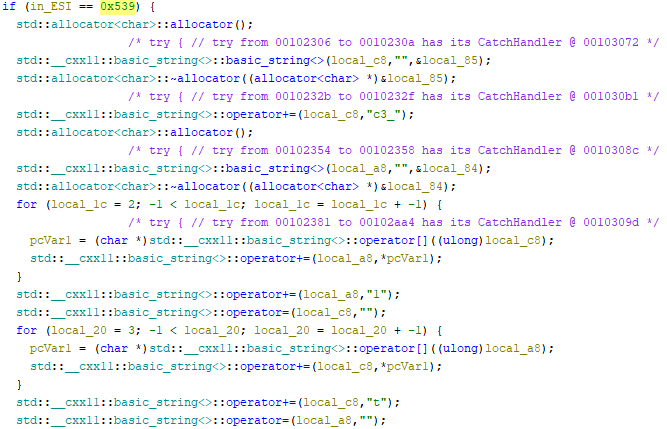 if (in_ESI == 0x539) {
std::allocator<char>::allocator();
/* try { // try from 00102306 to 0010230a has its CatchHandler @ 00103072 */
std::__cxx11::basic_string<>::basic_string<>(local_c8,"",&local_85);
std::allocator<char>::~allocator((allocator<char> *)&local_85);
/* try { // try from 0010232b to 0010232f has its CatchHandler @ 001030b1 */
std::__cxx11::basic_string<>::operator+=(local_c8,"c3_");
std::allocator<char>::allocator();
/* try { // try from 00102354 to 00102358 has its CatchHandler @ 0010308c */
std::__cxx11::basic_string<>::basic_string<>(local_a8,"",&local_84);
std::allocator<char>::~allocator((allocator<char> *)&local_84);
for (local_1c = 2; -1 < local_1c; local_1c = local_1c + -1) {
/* try { // try from 00102381 to 00102aa4 has its CatchHandler @ 0010309d */
pcVar1 = (char *)std::__cxx11::basic_string<>::operator[]((ulong)local_c8);
std::__cxx11::basic_string<>::operator+=(local_a8,*pcVar1);
}
std::__cxx11::basic_string<>::operator+=(local_a8,"l");
std::__cxx11::basic_string<>::operator=(local_c8,"");
for (local_20 = 3; -1 < local_20; local_20 = local_20 + -1) {
pcVar1 = (char *)std::__cxx11::basic_string<>::operator[]((ulong)local_a8);
std::__cxx11::basic_string<>::operator+=(local_c8,*pcVar1);
}
std::__cxx11::basic_string<>::operator+=(local_c8,"t");
std::__cxx11::basic_string<>::operator=(local_a8,"");